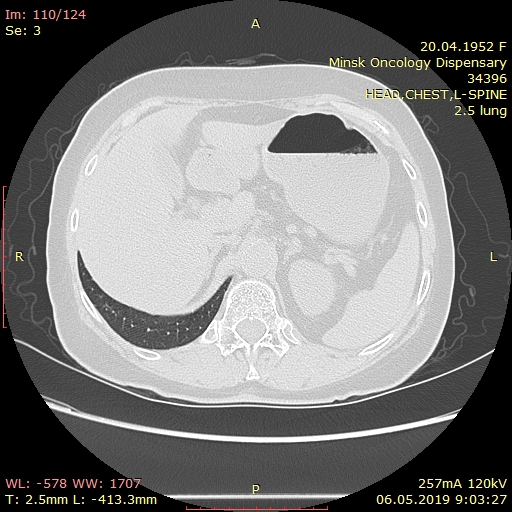 Im: 110/124
Se: 3
A
20.04.1952 F
Minsk Oncology Dispensary
34396
HEAD,CHEST,L-SPINE
2.5 lung
R
L
WL: -578 WW: 1707
T: 2.5mm L: -413.3mm
P
257mA 120kV
06.05.2019 9:03:27